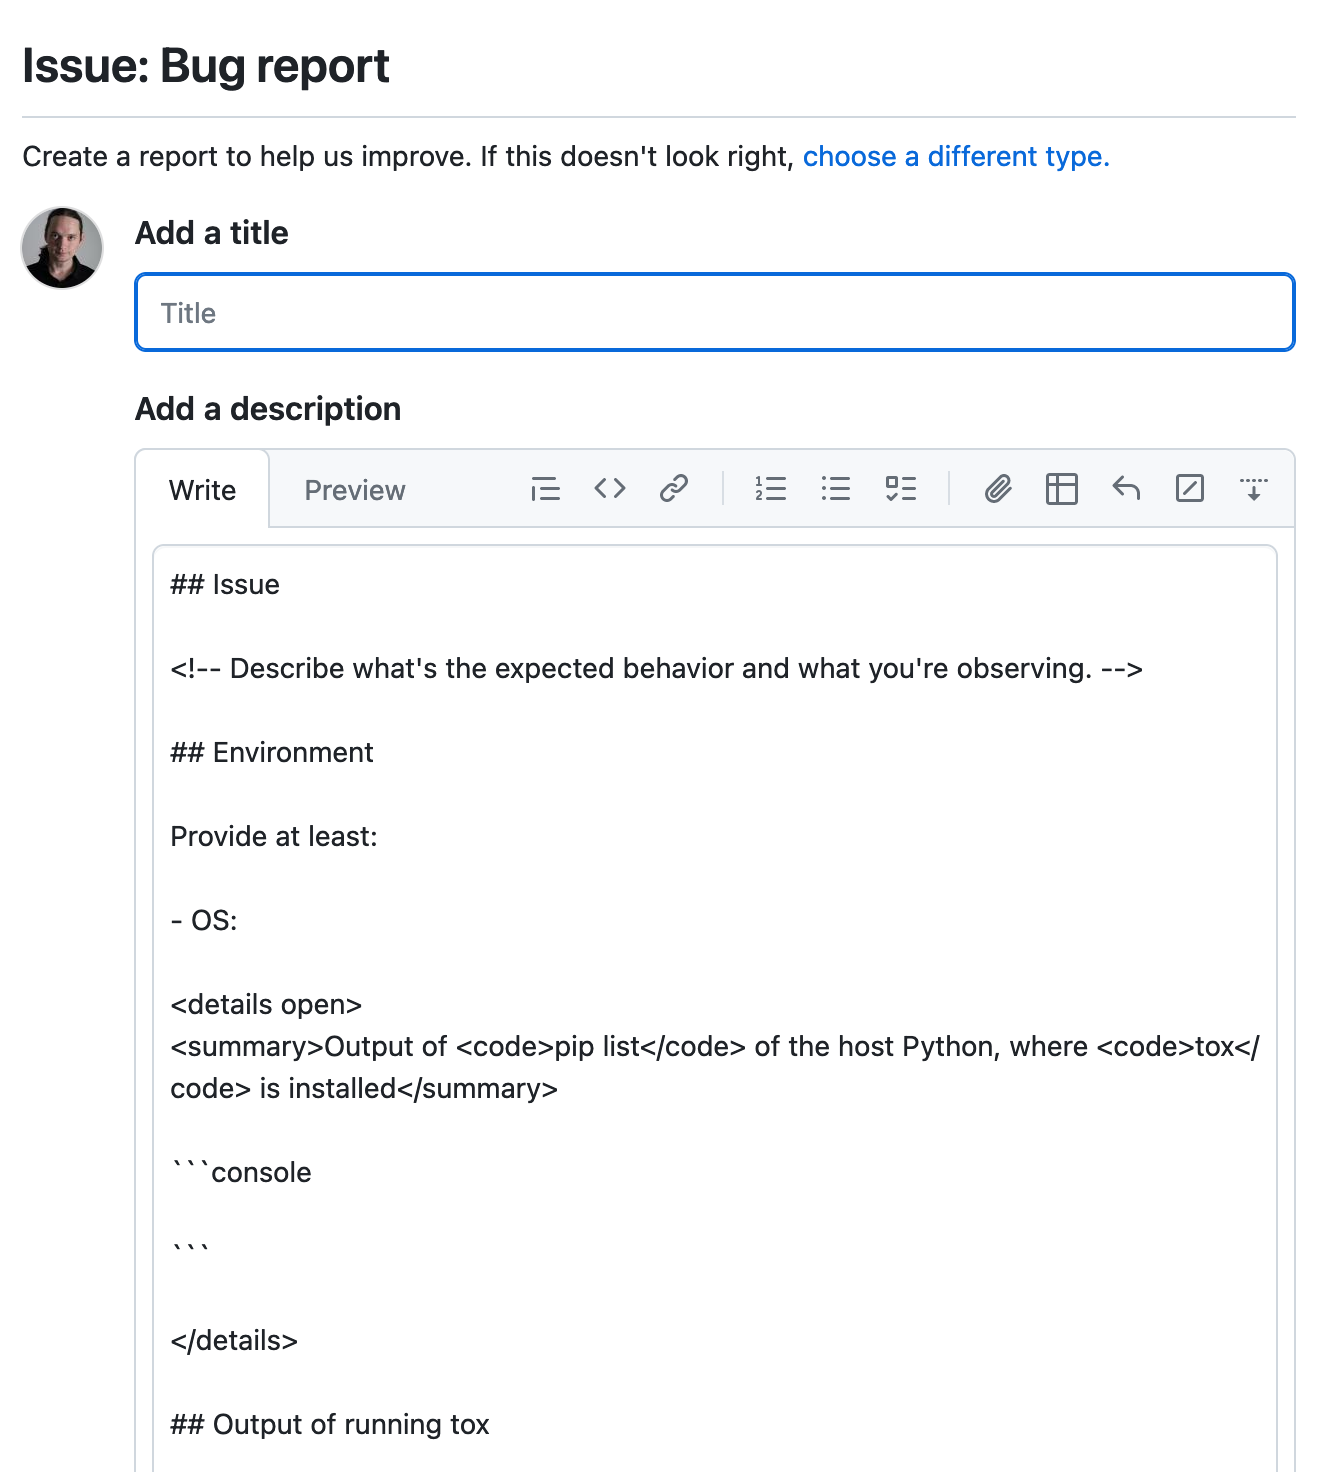 Issue: Bug report
Create a report to help us improve. If this doesn't look right, choose a different type.
Add a title
Title
Add a description
Write Preview
## Issue
<!-- Describe what's the expected behavior and what you're observing. -->
## Environment
Provide at least:
- OS:
<details open>
<summary>Output of <code>pip list</code> of the host Python, where <code>tox</
code> is installed</summary>
```console
```
</details>
## Output of running tox